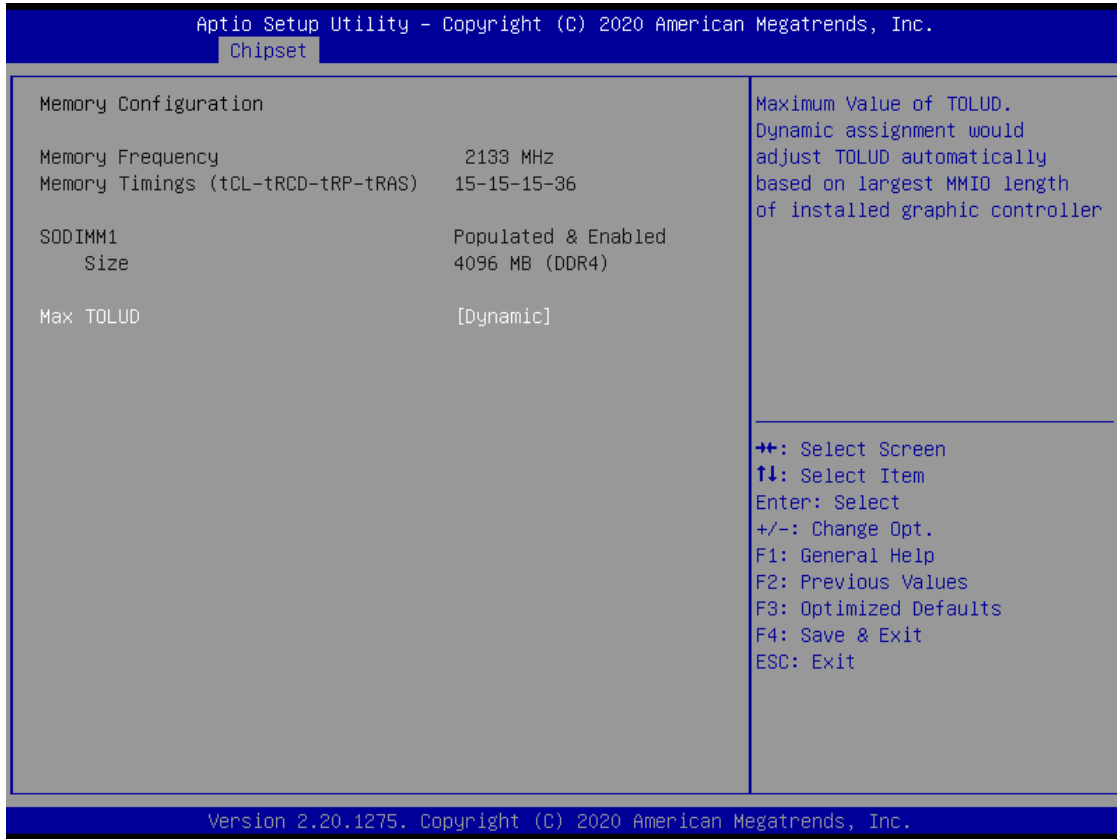 Aptio Setup Utility – Copyright (C) 2020 American Megatrends, Inc.
Chipset
Memory Configuration
Memory Frequency 2133 MHz
Memory Timings (tCL-tRCD-tRP-tRAS) 15-15-15-36
SODIMM1 Populated & Enabled
Size 4096 MB (DDR4)
Max TOLUD [Dynamic]
Maximum Value of TOLUD.
Dynamic assignment would
adjust TOLUD automatically
based on largest MMIO length
of installed graphic controller
→←: Select Screen
↑↓: Select Item
Enter: Select
+/-: Change Opt.
F1: General Help
F2: Previous Values
F3: Optimized Defaults
F4: Save & Exit
ESC: Exit
Version 2.20.1275. Copyright (C) 2020 American Megatrends, Inc.